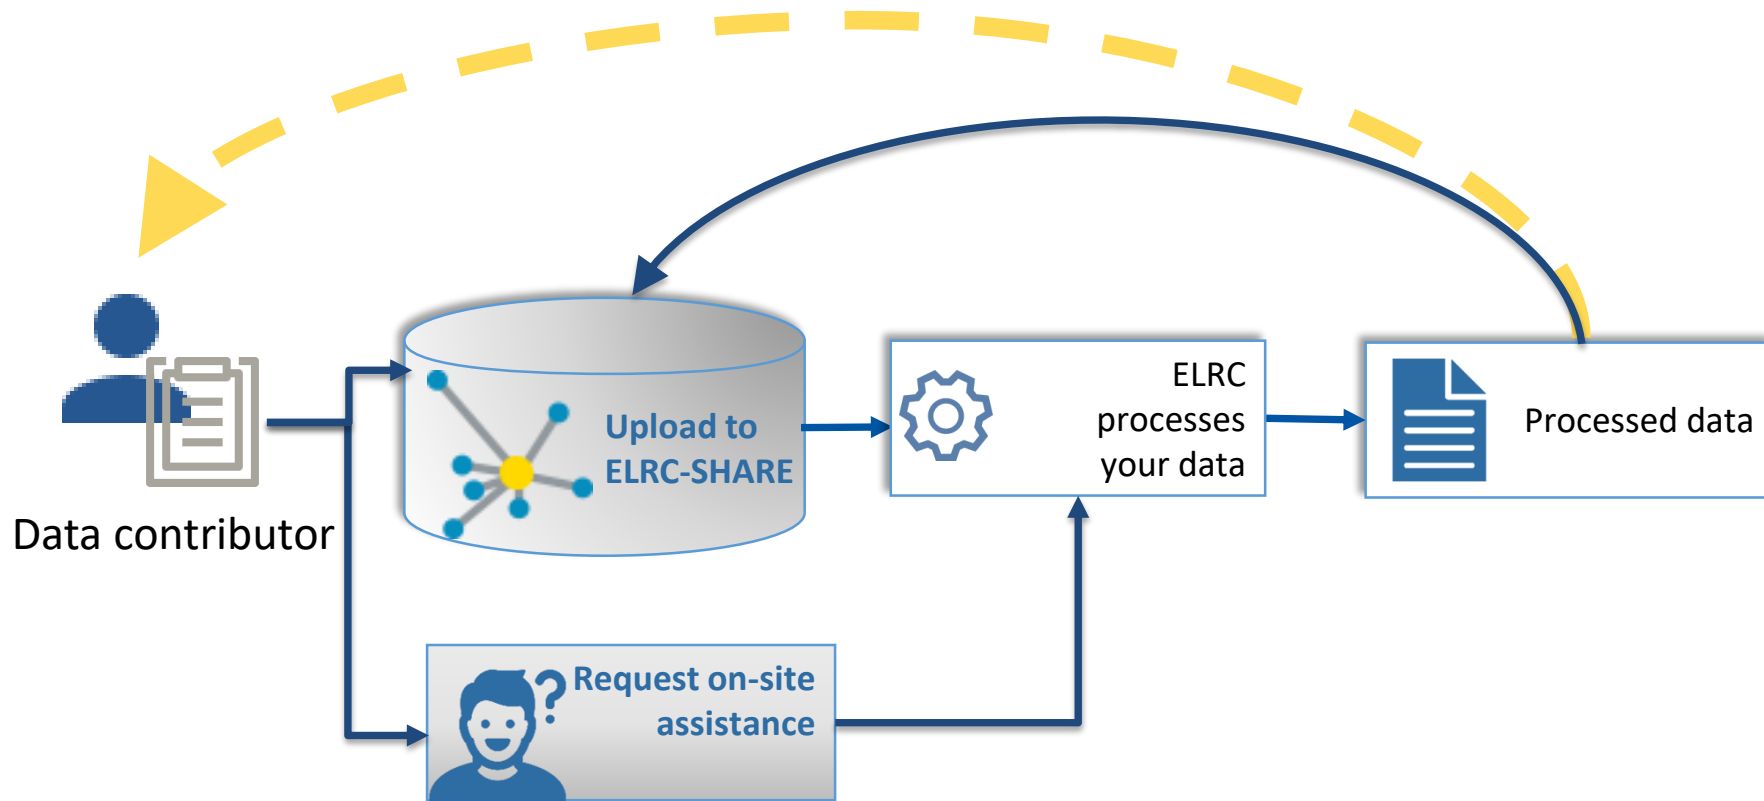 Data contributor
Upload to
ELRC-SHARE
Request on-site
assistance
ELRC
processes
your data
Processed data